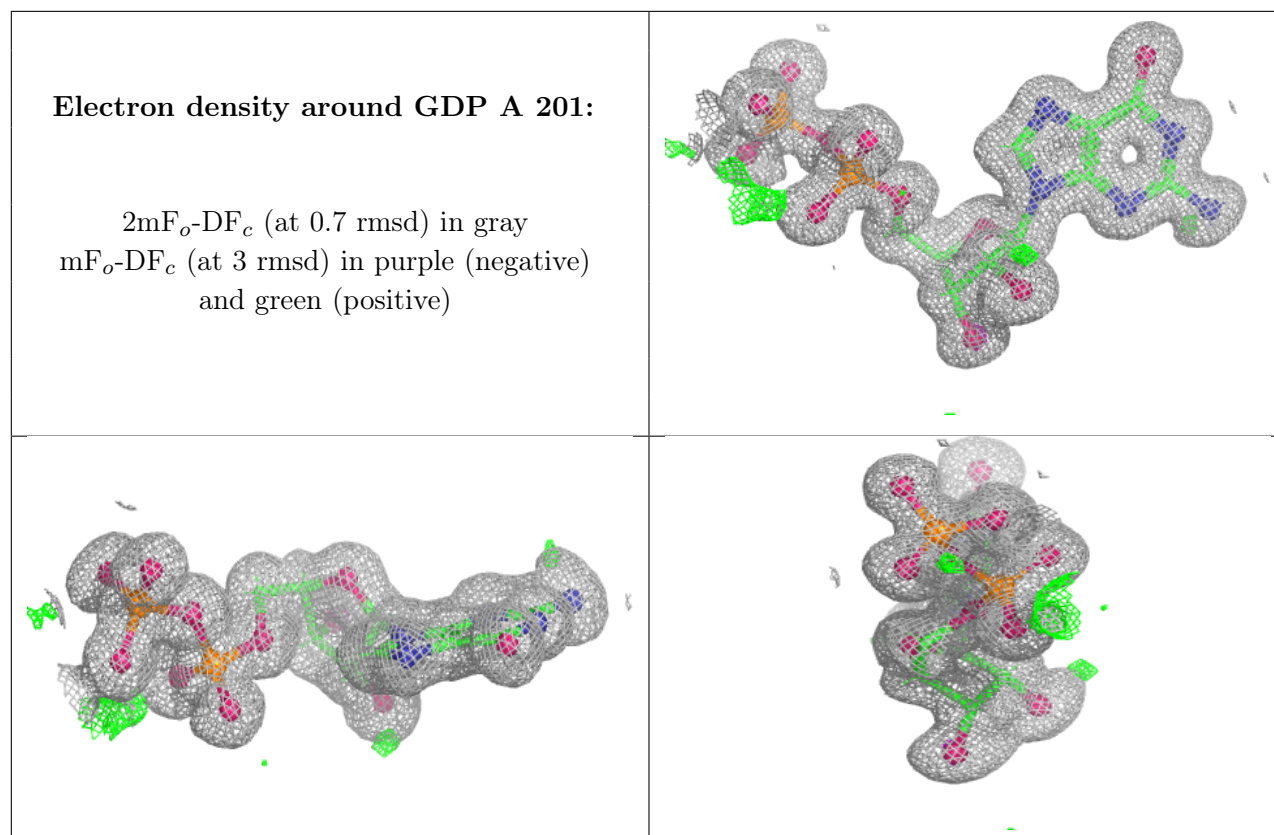 Electron density around GDP A 201:
2mFₒ-DF𝒸 (at 0.7 rmsd) in gray
mFₒ-DF𝒸 (at 3 rmsd) in purple (negative)
and green (positive)